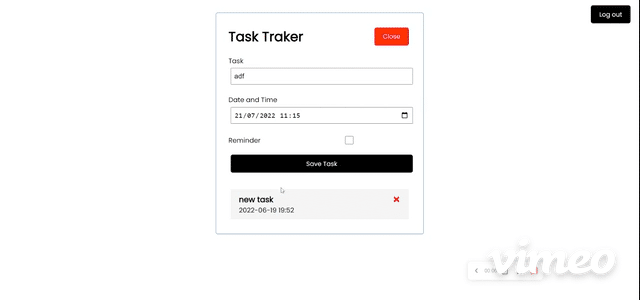 Log out
Task Traker
Close
Task
adf
Date and Time
21/07/2022 11:15
Reminder
Save Task
new task
2022-06-19 19:52
vimeo